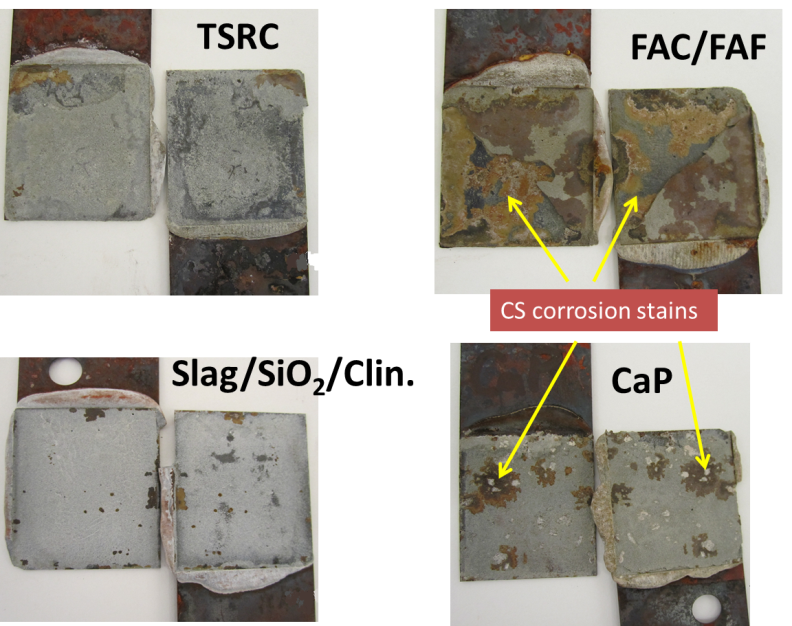 TSRC
FAC/FAF
CS corrosion stains
Slag/SiO₂/Clin.
CaP